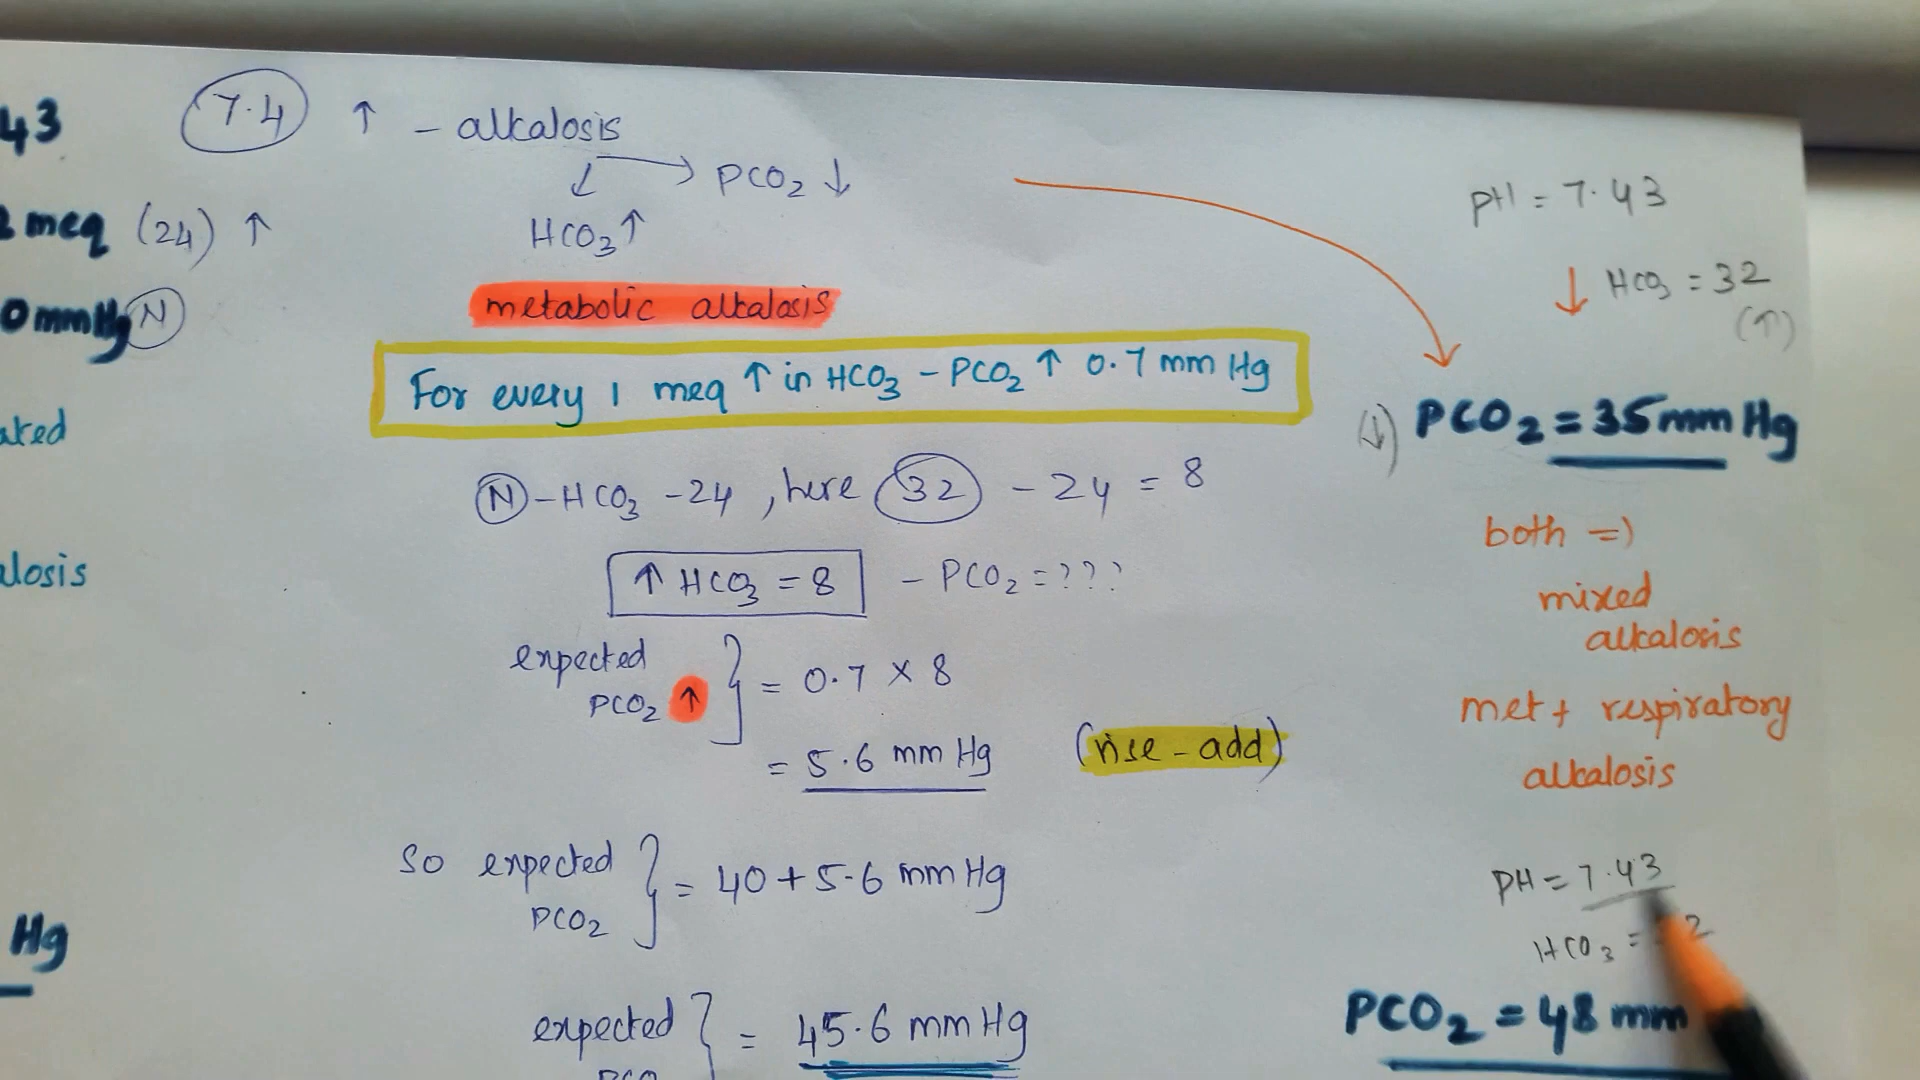 43
7.4 ↑ - alkalosis
PCO2 ↓
meq (24) ↑
HCO3 ↑
0 mmHg N
metabolic alkalosis
For every 1 meq ↑ in HCO3 - PCO2 ↑ 0.7 mm Hg
N - HCO3 - 24, here 32 - 24 = 8
↑ HCO3 = 8 - PCO2 = ???
expected
PCO2 ↑ } = 0.7 × 8
= 5.6 mm Hg (rise - add)
So expected
PCO2 } = 40 + 5.6 mm Hg
expected } = 45.6 mm Hg
ated
alosis
Hg
PH = 7.43
↓ HCO3 = 32
(↑)
(↓) PCO2 = 35 mm Hg
both =)
mixed
alkalosis
met + respiratory
alkalosis
PH = 7.43
HCO3 =
PCO2 = 48 mm